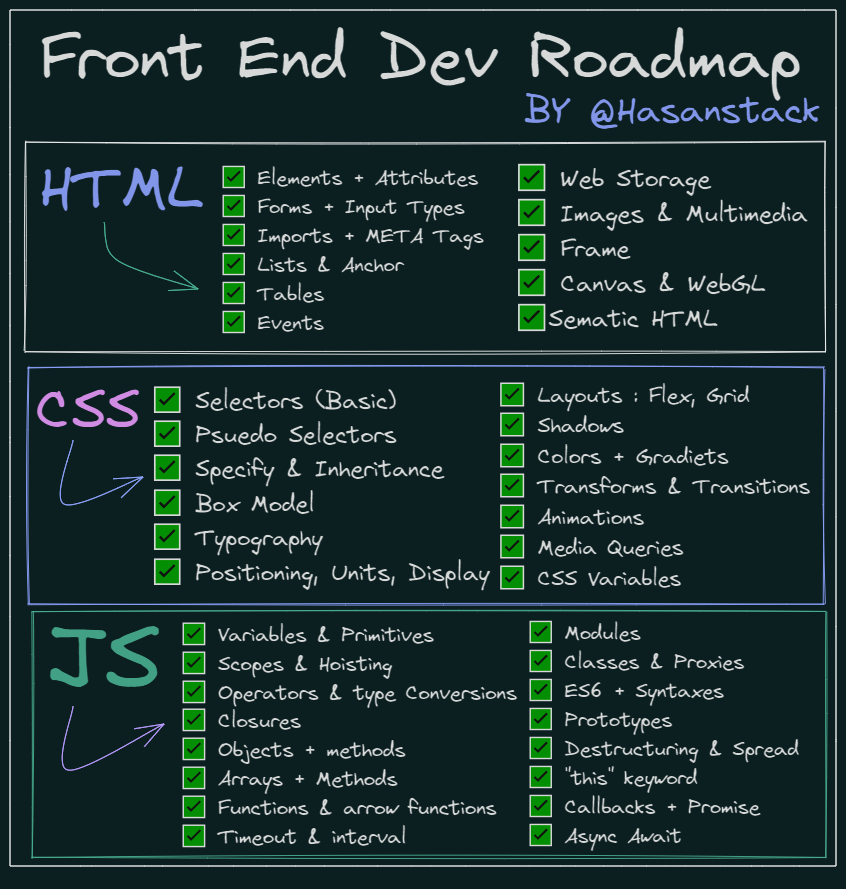 Front End Dev Roadmap
BY @Hasanstack
HTML
Elements + Attributes
Forms + Input Types
Imports + META Tags
Lists & Anchor
Tables
Events
Web Storage
Images & Multimedia
Frame
Canvas & WebGL
Sematic HTML
CSS
Selectors (Basic)
Psuedo Selectors
Specify & Inheritance
Box Model
Typography
Positioning, Units, Display
Layouts : Flex, Grid
Shadows
Colors + Gradiets
Transforms & Transitions
Animations
Media Queries
CSS Variables
JS
Variables & Primitives
Scopes & Hoisting
Operators & type Conversions
Closures
Objects + methods
Arrays + Methods
Functions & arrow functions
Timeout & interval
Modules
Classes & Proxies
ES6 + Syntaxes
Prototypes
Destructuring & Spread
"this" keyword
Callbacks + Promise
Async Await